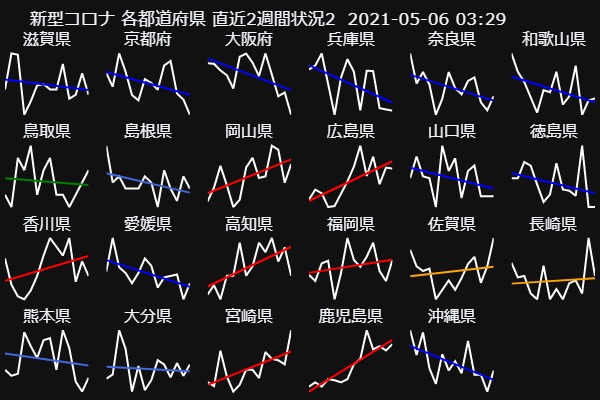 新型コロナ 各都道府県 直近2週間状況2 2021-05-06 03:29
滋賀県 京都府 大阪府 兵庫県 奈良県 和歌山県
鳥取県 島根県 岡山県 広島県 山口県 徳島県
香川県 愛媛県 高知県 福岡県 佐賀県 長崎県
熊本県 大分県 宮崎県 鹿児島県 沖縄県